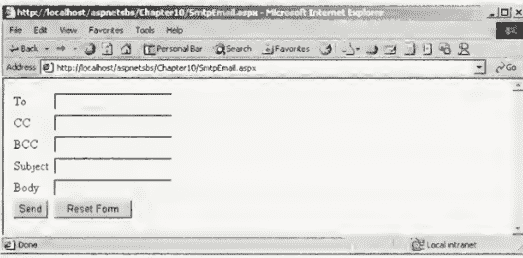 http://localhost/aspnetsbs/Chapter10/SmtpEmail.aspx - Microsoft Internet Explorer
File Edit View Favorites Tools Help
Back Personal Bar Search Favorites
Address http://localhost/aspnetsbs/Chapter10/SmtpEmail.aspx Go
To
CC
BCC
Subject
Body
Send Reset Form
Done Local intranet